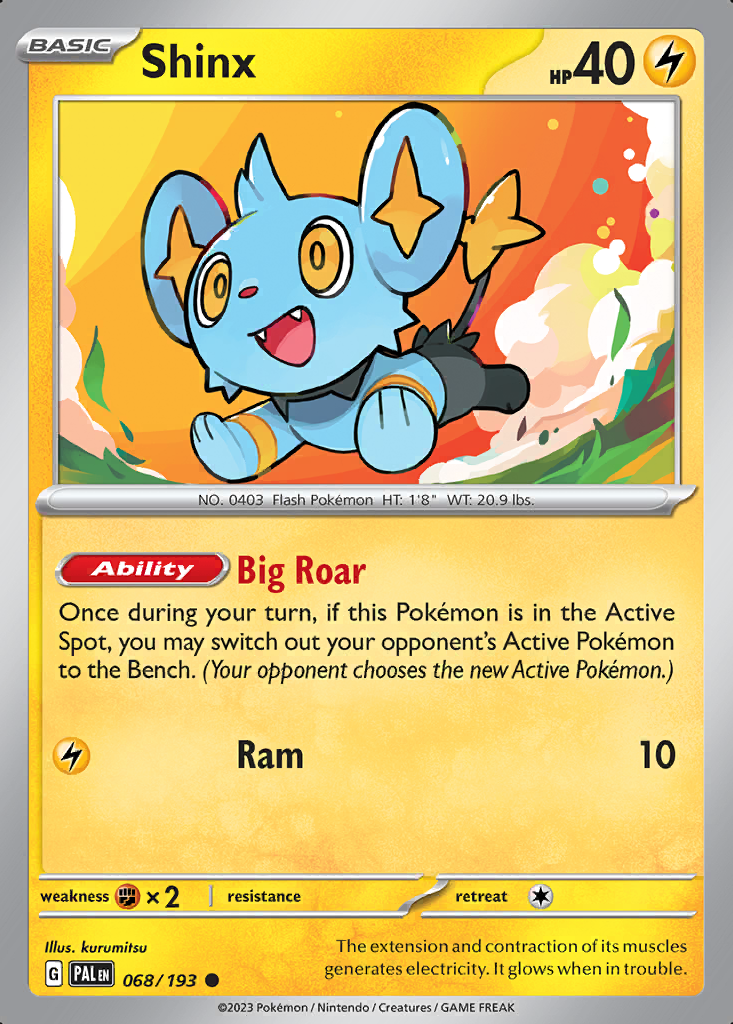 BASIC
Shinx
HP 40
NO. 0403 Flash Pokémon HT: 1'8" WT: 20.9 lbs.
Ability Big Roar
Once during your turn, if this Pokémon is in the Active
Spot, you may switch out your opponent's Active Pokémon
to the Bench. (Your opponent chooses the new Active Pokémon.)
Ram 10
weakness ×2 resistance retreat
Illus. kurumitsu
The extension and contraction of its muscles
generates electricity. It glows when in trouble.
G PAL EN 068/193
©2023 Pokémon / Nintendo / Creatures / GAME FREAK